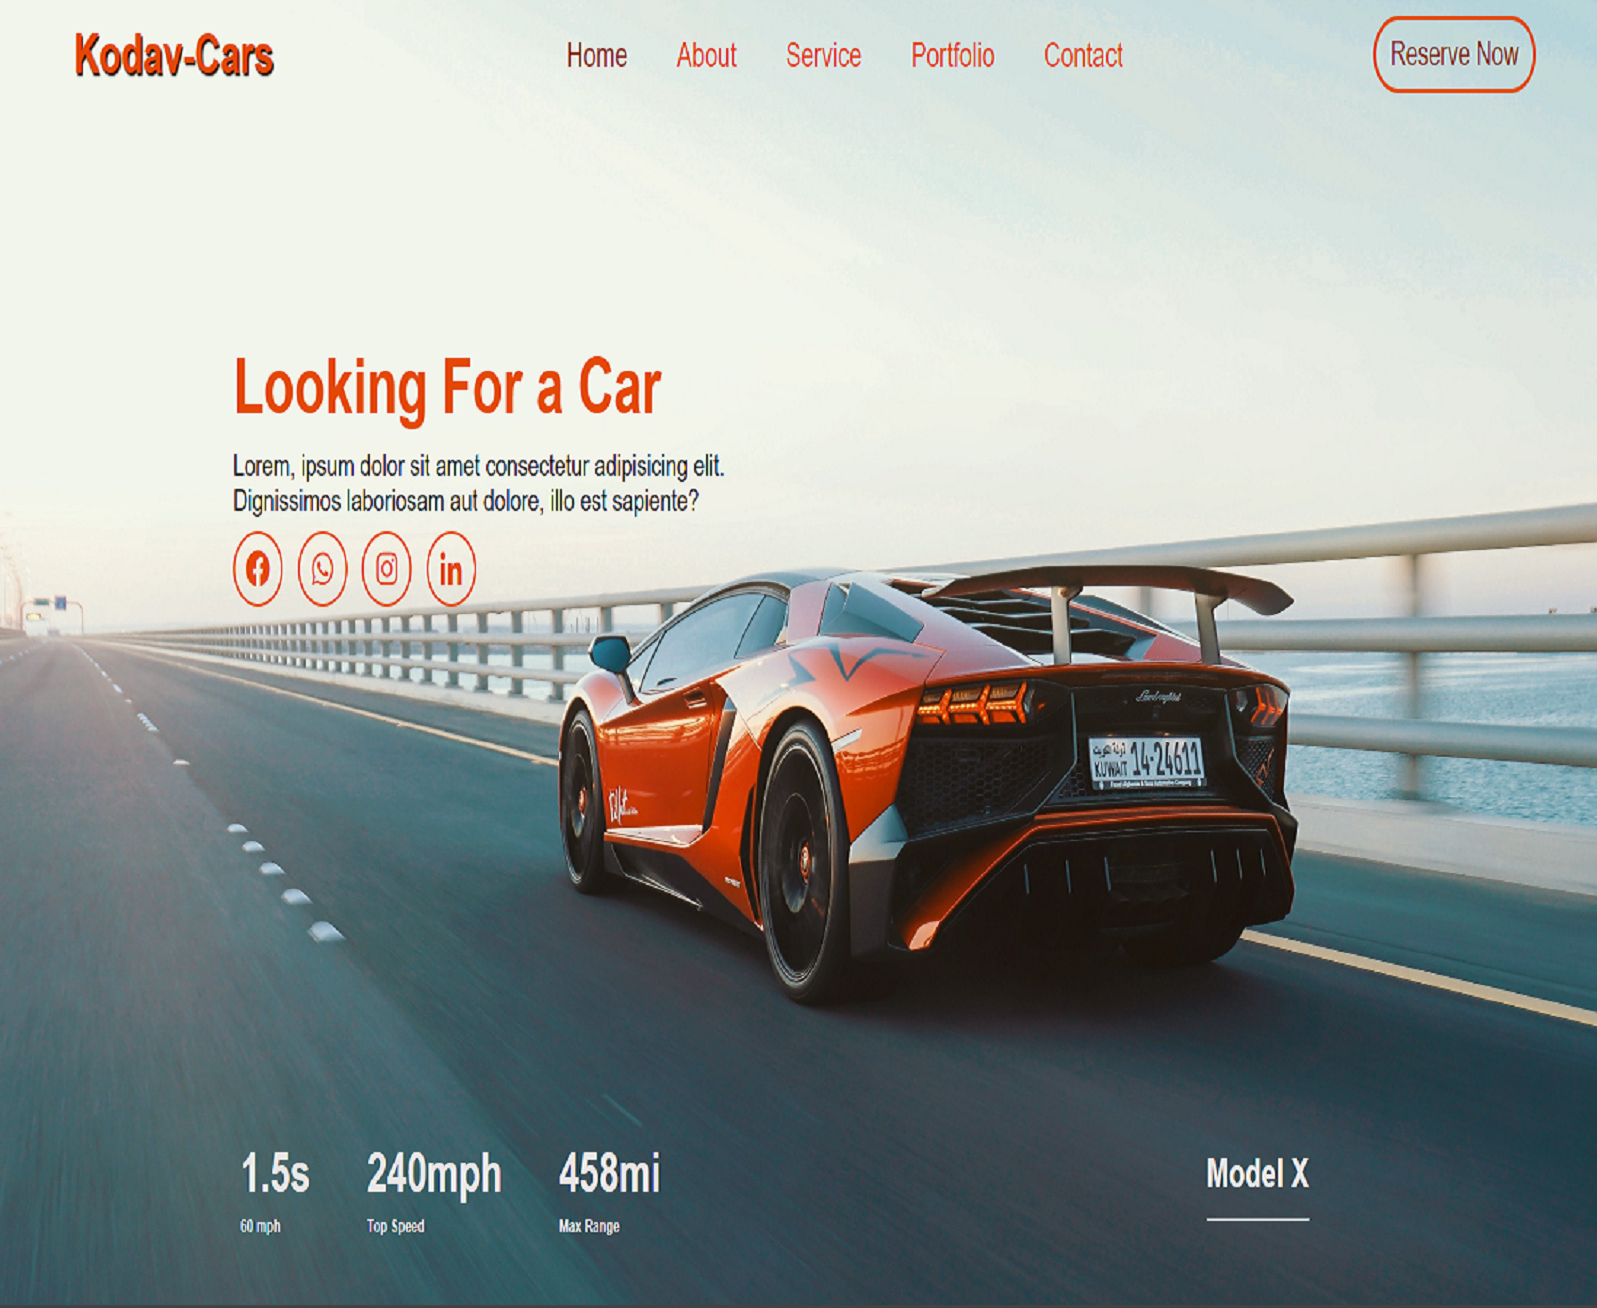 Kodav-Cars
Home About Service Portfolio Contact
Reserve Now
Looking For a Car
Lorem, ipsum dolor sit amet consectetur adipisicing elit.
Dignissimos laboriosam aut dolore, illo est sapiente?
Lamborghini
KUWAIT 14-24611
1.5s 240mph 458mi
60 mph Top Speed Max Range
Model X